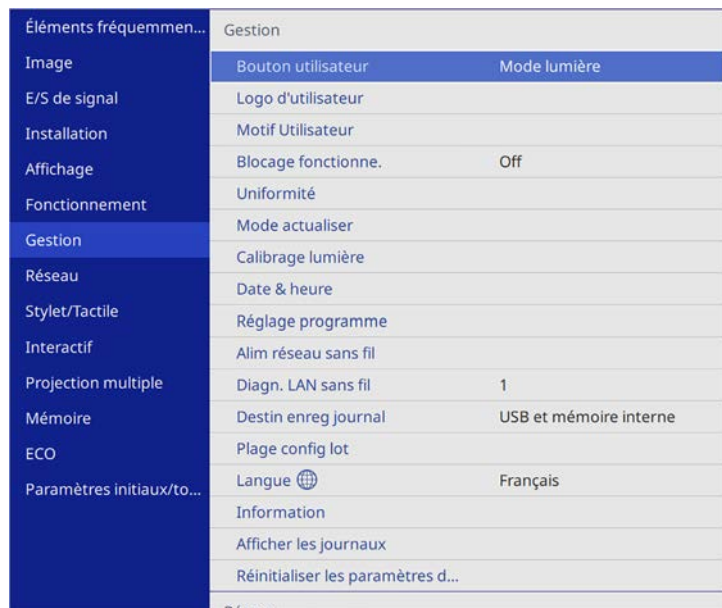 Éléments fréquemmen...
Image
E/S de signal
Installation
Affichage
Fonctionnement
Gestion
Réseau
Stylet/Tactile
Interactif
Projection multiple
Mémoire
ECO
Paramètres initiaux/to...
Gestion
Bouton utilisateur Mode lumière
Logo d'utilisateur
Motif Utilisateur
Blocage fonctionne. Off
Uniformité
Mode actualiser
Calibrage lumière
Date & heure
Réglage programme
Alim réseau sans fil
Diagn. LAN sans fil 1
Destin enreg journal USB et mémoire interne
Plage config lot
Langue Français
Information
Afficher les journaux
Réinitialiser les paramètres d...